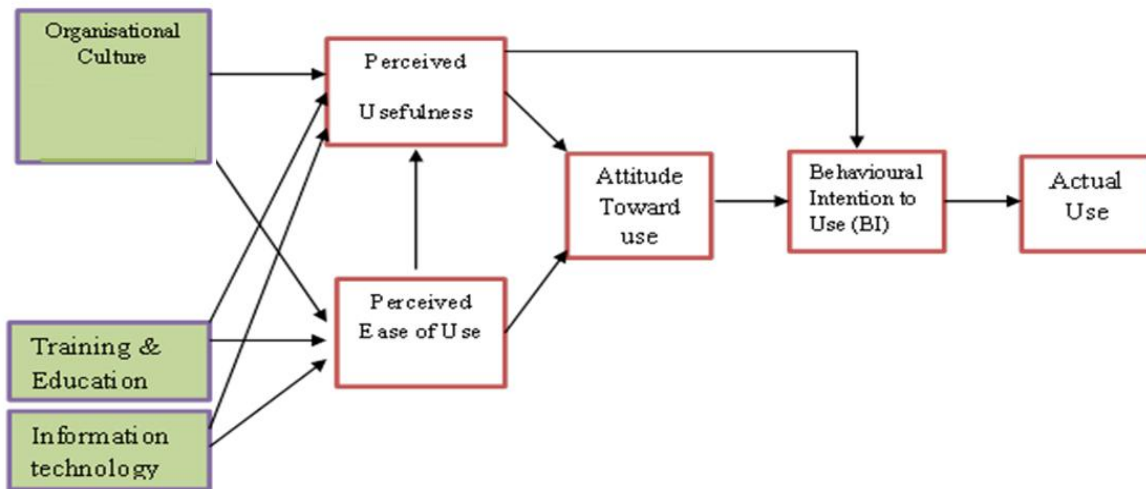 Organisational
Culture
Perceived
Usefulness
Attitude
Toward
use
Behavioural
Intention to
Use (BI)
Actual
Use
Perceived
Ease of Use
Training &
Education
Information
technology